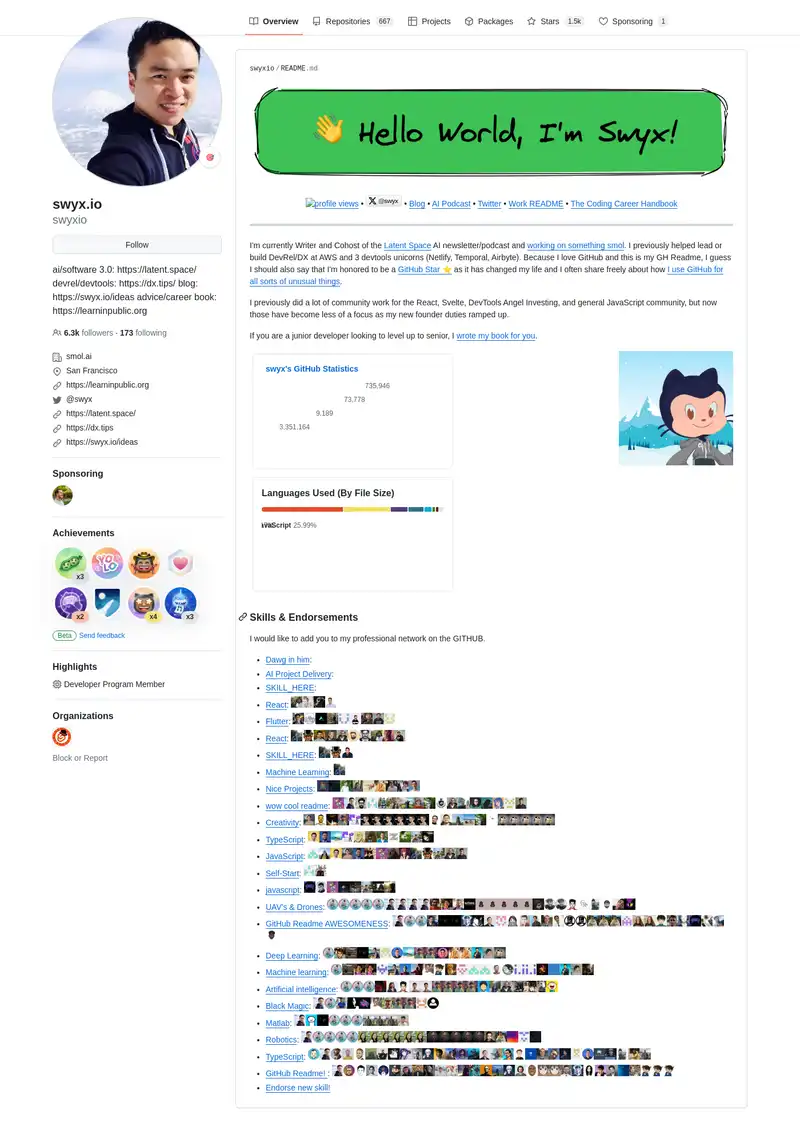 Overview
Repositories 667
Projects
Packages
Stars 1.5k
Sponsoring 1
swyx.io
swyxio
Follow
ai/software 3.0: https://latent.space/
devrel/devtools: https://dx.tips/ blog:
https://swyx.io/ideas advice/career book:
https://learninpublic.org
6.3k followers · 173 following
smol.ai
San Francisco
https://learninpublic.org
@swyx
https://latent.space/
https://dx.tips
https://swyx.io/ideas
Sponsoring
Achievements
x3
x2
x4
x3
Beta Send feedback
Highlights
Developer Program Member
Organizations
Block or Report
swyxio / README.md
👋 Hello World, I'm Swyx!
profile views • X @swyx • Blog • AI Podcast • Twitter • Work README • The Coding Career Handbook
I'm currently Writer and Cohost of the Latent Space AI newsletter/podcast and working on something smol. I previously helped lead or
build DevRel/DX at AWS and 3 devtools unicorns (Netlify, Temporal, Airbyte). Because I love GitHub and this is my GH Readme, I guess
I should also say that I'm honored to be a GitHub Star ⭐ as it has changed my life and I often share freely about how I use GitHub for
all sorts of unusual things.
I previously did a lot of community work for the React, Svelte, DevTools Angel Investing, and general JavaScript community, but now
those have become less of a focus as my new founder duties ramped up.
If you are a junior developer looking to level up to senior, I wrote my book for you.
swyx's GitHub Statistics
735,946
73,778
9,189
3,351,164
Languages Used (By File Size)
JavaScript 25.99%
Skills & Endorsements
I would like to add you to my professional network on the GITHUB.
Dawg in him:
AI Project Delivery:
SKILL_HERE:
React:
Flutter:
React:
SKILL_HERE:
Machine Learning:
Nice Projects:
wow cool readme:
Creativity:
TypeScript:
JavaScript:
Self-Start:
javascript:
UAV's & Drones:
GitHub Readme AWESOMENESS:
Deep Learning:
Machine learning:
Artificial intelligence:
Black Magic:
Matlab:
Robotics:
TypeScript:
GitHub Readme! :
Endorse new skill!